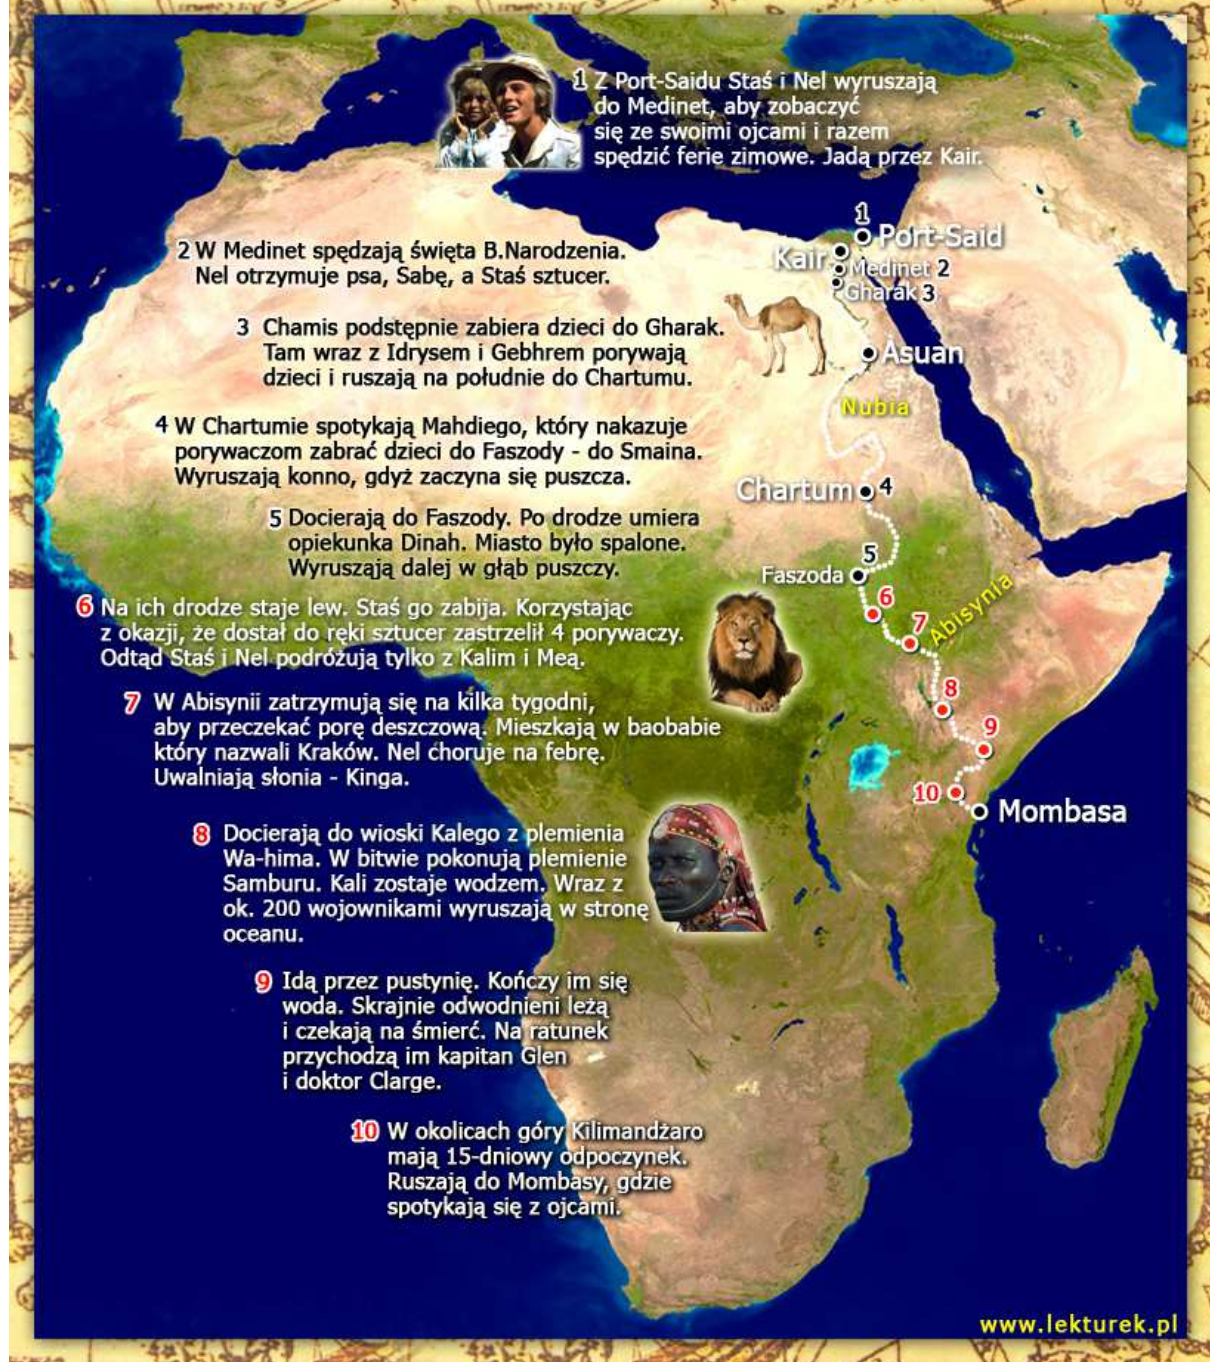 1 Z Port-Saidu Staś i Nel wyruszają
do Medinet, aby zobaczyć
się ze swoimi ojcami i razem
spędzić ferie zimowe. Jadą przez Kair.
1
Port-Said
Kair
Medinet 2
Gharak 3
2 W Medinet spędzają święta B.Narodzenia.
Nel otrzymuje psa, Sabę, a Staś sztucer.
3 Chamis podstępnie zabiera dzieci do Gharak.
Tam wraz z Idrysem i Gebhrem porywają
dzieci i ruszają na południe do Chartumu.
Asuan
Nubia
4 W Chartumie spotykają Mahdiego, który nakazuje
porywaczom zabrać dzieci do Faszody - do Smaina.
Wyruszają konno, gdyż zaczyna się puszcza.
Chartum 4
5 Docierają do Faszody. Po drodze umiera
opiekunka Dinah. Miasto było spalone.
Wyrusząją dalej w głąb puszczy.
5
Faszoda
6 Na ich drodze staje lew. Staś go zabija. Korzystając
z okazji, że dostał do ręki sztucer zastrzelił 4 porywaczy.
Odtąd Staś i Nel podróżują tylko z Kalim i Meą.
6
7
Abisynia
7 W Abisynii zatrzymują się na kilka tygodni,
aby przeczekać porę deszczową. Mieszkają w baobabie
który nazwali Kraków. Nel choruje na febrę.
Uwalniają słonia - Kinga.
8
9
10
Mombasa
8 Docierają do wioski Kalego z plemienia
Wa-hima. W bitwie pokonują plemienie
Samburu. Kali zostaje wodzem. Wraz z
ok. 200 wojownikami wyruszają w stronę
oceanu.
9 Idą przez pustynię. Kończy im się
woda. Skrajnie odwodnieni leżą
i czekają na śmierć. Na ratunek
przychodzą im kapitan Glen
i doktor Clarge.
10 W okolicach góry Kilimandżaro
mają 15-dniowy odpoczynek.
Ruszają do Mombasy, gdzie
spotykają się z ojcami.
www.lekturek.pl